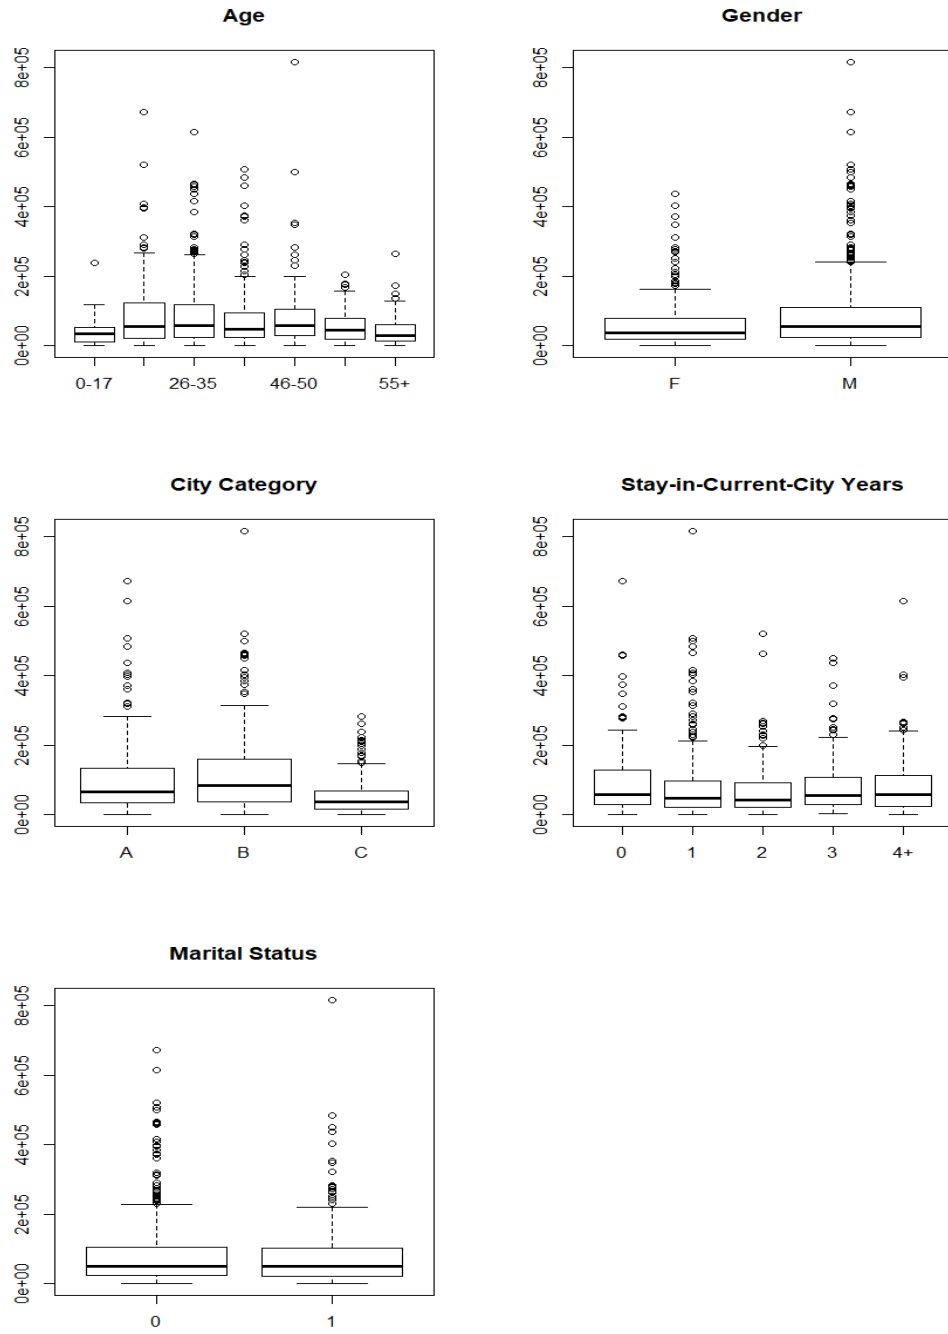 Age
8e+05
6e+05
4e+05
2e+05
0e+00
0-17 26-35 46-50 55+
Gender
8e+05
6e+05
4e+05
2e+05
0e+00
F M
City Category
8e+05
6e+05
4e+05
2e+05
0e+00
A B C
Stay-in-Current-City Years
8e+05
6e+05
4e+05
2e+05
0e+00
0 1 2 3 4+
Marital Status
8e+05
6e+05
4e+05
2e+05
0e+00
0 1